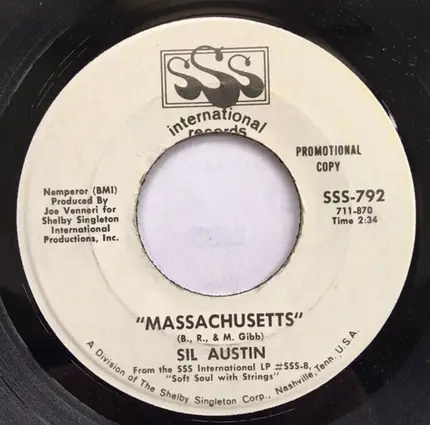 SSS
international
records
PROMOTIONAL
COPY
SSS-792
711-870
Time 2:34
Nemperor (BMI)
Produced By
Joe Venneri for
Shelby Singleton
International
Productions, Inc.
"MASSACHUSETTS"
(B., R., & M. Gibb)
SIL AUSTIN
From the SSS International LP #SSS-8,
"Soft Soul with Strings"
A Division of The Shelby Singleton Corp., Nashville, Tenn. U.S.A.